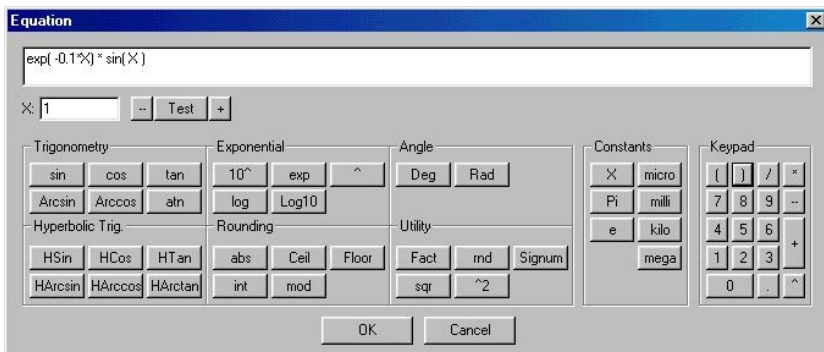 Equation
exp( -0.1*X) * sin( X )
X: 1 -- Test +
Trigonometry Exponential Angle Constants Keypad
sin cos tan 10^ exp ^ Deg Rad X micro ( ) / *
Arcsin Arccos atn log Log10 Pi milli 7 8 9 --
Hyperbolic Trig. Rounding Utility e kilo 4 5 6 +
HSin HCos HTan abs Ceil Floor Fact rnd Signum mega 1 2 3
HArcsin HArccos HArctan int mod sqr ^2 0 . ^
OK Cancel